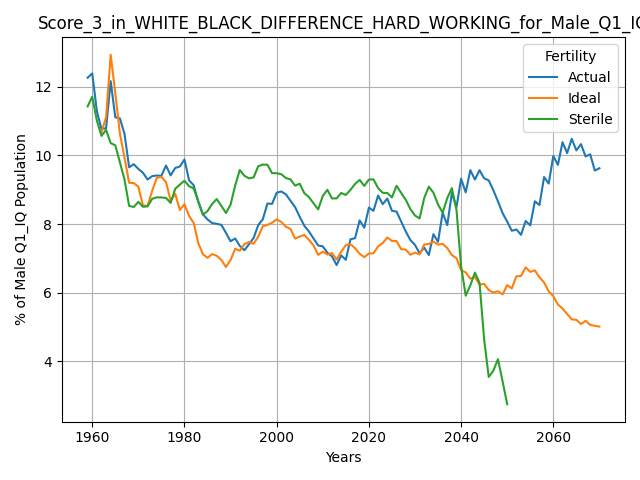 Score_3_in_WHITE_BLACK_DIFFERENCE_HARD_WORKING_for_Male_Q1_IQ
Fertility
Actual
Ideal
Sterile
% of Male Q1_IQ Population
12
10
8
6
4
1960 1980 2000 2020 2040 2060
Years